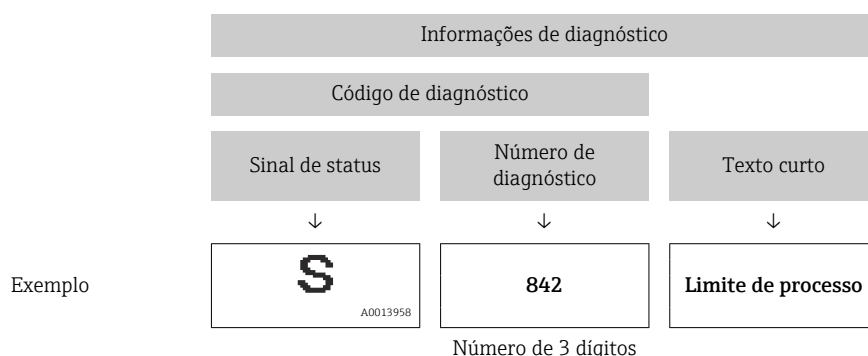 Informações de diagnóstico
Código de diagnóstico
Sinal de status
Número de
diagnóstico
Texto curto
↓ ↓ ↓
Exemplo
S
A0013958
842
Limite de processo
Número de 3 dígitos